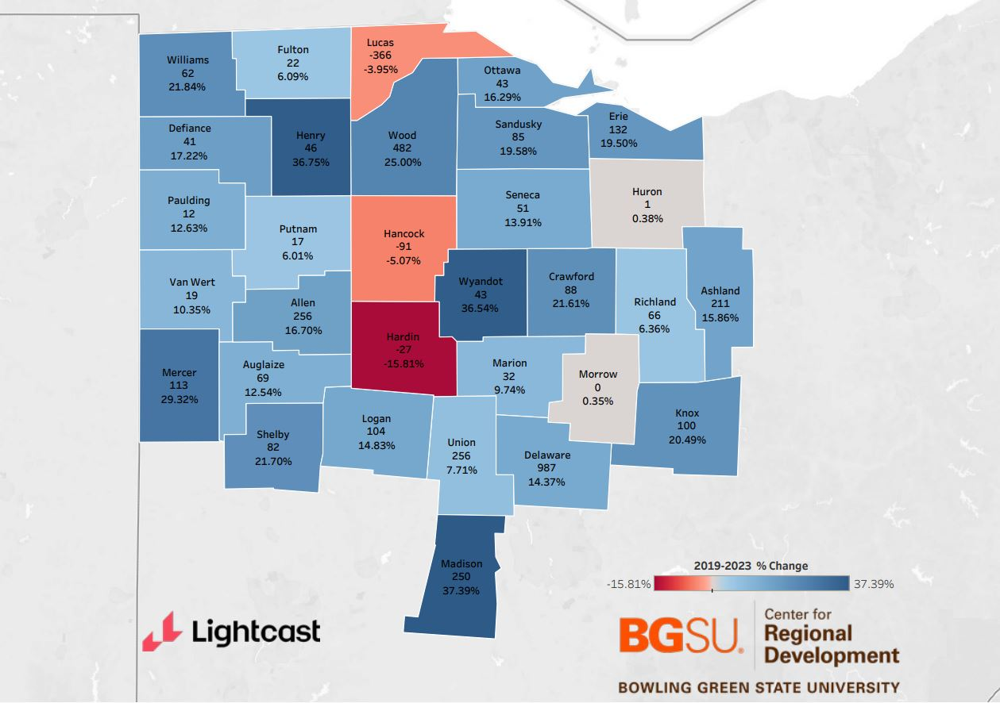 Williams
62
21.84%
Fulton
22
6.09%
Lucas
-366
-3.95%
Ottawa
43
16.29%
Defiance
41
17.22%
Henry
46
36.75%
Wood
482
25.00%
Sandusky
85
19.58%
Erie
132
19.50%
Paulding
12
12.63%
Putnam
17
6.01%
Hancock
-91
-5.07%
Seneca
51
13.91%
Huron
1
0.38%
Van Wert
19
10.35%
Allen
256
16.70%
Wyandot
43
36.54%
Crawford
88
21.61%
Richland
66
6.36%
Ashland
211
15.86%
Mercer
113
29.32%
Auglaize
69
12.54%
Hardin
-27
-15.81%
Marion
32
9.74%
Morrow
0
0.35%
Knox
100
20.49%
Shelby
82
21.70%
Logan
104
14.83%
Union
256
7.71%
Delaware
987
14.37%
Madison
250
37.39%
2019-2023 % Change
-15.81% 37.39%
Lightcast
BGSU.
Center for
Regional
Development
BOWLING GREEN STATE UNIVERSITY